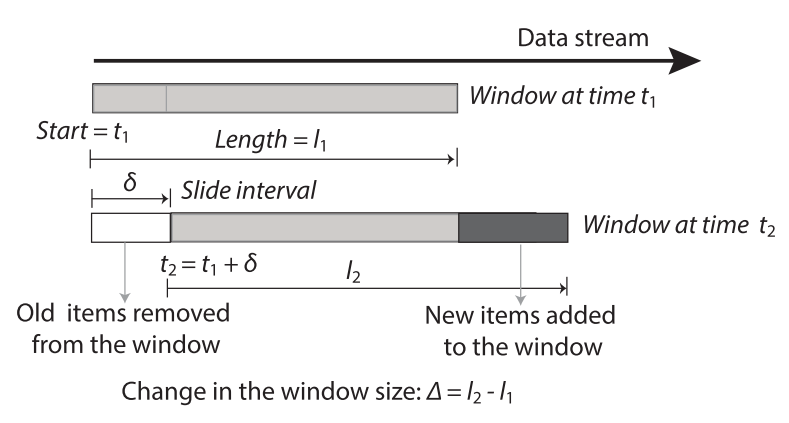 Data stream
Window at time t₁
Start = t₁
Length = l₁
δ
Slide interval
Window at time t₂
t₂ = t₁ + δ
l₂
Old items removed
from the window
New items added
to the window
Change in the window size: Δ = l₂ - l₁